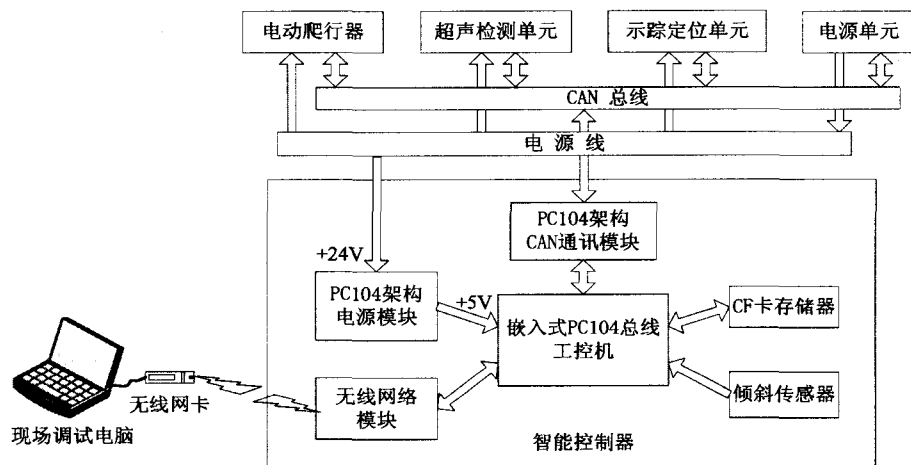 电动爬行器
超声检测单元
示踪定位单元
电源单元
CAN 总线
电 源 线
PC104架构
CAN通讯模块
+24V
PC104架构
电源模块
+5V
嵌入式PC104总线
工控机
CF卡存储器
无线网卡
现场调试电脑
无线网络
模块
倾斜传感器
智能控制器